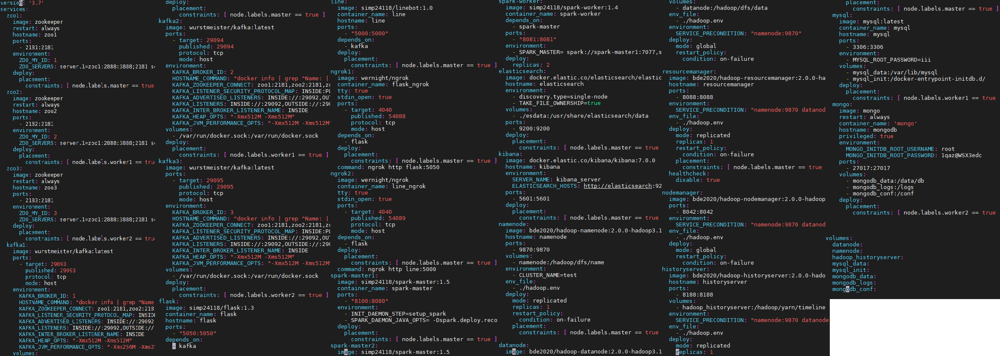 version: '3.7'
services:
  zoo1:
    image: zookeeper
    restart: always
    hostname: zoo1
    ports:
      - 2181:2181
    environment:
      ZOO_MY_ID: 1
      ZOO_SERVERS: server.1=zoo1:2888:3888;2181 se
    deploy:
      placement:
        constraints: [ node.labels.master == true
  zoo2:
    image: zookeeper
    restart: always
    hostname: zoo2
    ports:
      - 2182:2181
    environment:
      ZOO_MY_ID: 2
      ZOO_SERVERS: server.1=zoo1:2888:3888;2181 se
    deploy:
      placement:
        constraints: [ node.labels.worker1 == tru
  zoo3:
    image: zookeeper
    restart: always
    hostname: zoo3
    ports:
      - 2183:2181
    environment:
      ZOO_MY_ID: 3
      ZOO_SERVERS: server.1=zoo1:2888:3888;2181 se
    deploy:
      placement:
        constraints: [ node.labels.worker2 == tru
  kafka1:
    image: wurstmeister/kafka:latest
    ports:
      - target: 29093
        published: 29093
        protocol: tcp
        mode: host
    environment:
      KAFKA_BROKER_ID: 1
      HOSTNAME_COMMAND: "docker info | grep ^Name
      KAFKA_ZOOKEEPER_CONNECT: zoo1:2181,zoo2:218
      KAFKA_LISTENER_SECURITY_PROTOCOL_MAP: INSID
      KAFKA_ADVERTISED_LISTENERS: INSIDE://:29092
      KAFKA_LISTENERS: INSIDE://:29092,OUTSIDE://
      KAFKA_INTER_BROKER_LISTENER_NAME: INSIDE
      KAFKA_HEAP_OPTS: "-Xmx512M -Xms512M"
      KAFKA_JVM_PERFORMANCE_OPTS: "-Xmx256M -Xms25
    volumes:
    deploy:
      placement:
        constraints: [ node.labels.master == true ]
  kafka2:
    image: wurstmeister/kafka:latest
    ports:
      - target: 29094
        published: 29094
        protocol: tcp
        mode: host
    environment:
      KAFKA_BROKER_ID: 2
      HOSTNAME_COMMAND: "docker info | grep ^Name: |
      KAFKA_ZOOKEEPER_CONNECT: zoo1:2181,zoo2:2181,zo
      KAFKA_LISTENER_SECURITY_PROTOCOL_MAP: INSIDE:PL
      KAFKA_ADVERTISED_LISTENERS: INSIDE://:29092,OUT
      KAFKA_LISTENERS: INSIDE://:29092,OUTSIDE://:290
      KAFKA_INTER_BROKER_LISTENER_NAME: INSIDE
      KAFKA_HEAP_OPTS: "-Xmx512M -Xms512M"
      KAFKA_JVM_PERFORMANCE_OPTS: "-Xmx512M -Xms512M"
    volumes:
      - /var/run/docker.sock:/var/run/docker.sock
    deploy:
      placement:
        constraints: [ node.labels.worker1 == true ]
  kafka3:
    image: wurstmeister/kafka:latest
    ports:
      - target: 29095
        published: 29095
        protocol: tcp
        mode: host
    environment:
      KAFKA_BROKER_ID: 3
      HOSTNAME_COMMAND: "docker info | grep ^Name: |
      KAFKA_ZOOKEEPER_CONNECT: zoo1:2181,zoo2:2181,zo
      KAFKA_LISTENER_SECURITY_PROTOCOL_MAP: INSIDE:PL
      KAFKA_ADVERTISED_LISTENERS: INSIDE://:29092,OUT
      KAFKA_LISTENERS: INSIDE://:29092,OUTSIDE://:290
      KAFKA_INTER_BROKER_LISTENER_NAME: INSIDE
      KAFKA_HEAP_OPTS: "-Xmx512M -Xms512M"
      KAFKA_JVM_PERFORMANCE_OPTS: "-Xmx512M -Xms512M"
    volumes:
      - /var/run/docker.sock:/var/run/docker.sock
    deploy:
      placement:
        constraints: [ node.labels.worker2 == true ]
  flask:
    image: simp24118/flask:1.3
    container_name: flask
    hostname: flask
    ports:
      - "5050:5050"
    depends_on:
      - kafka
  line:
    image: simp24118/linebot:1.0
    container_name: line
    hostname: line
    ports:
      - "5000:5000"
    depends_on:
      - kafka
    deploy:
      placement:
        constraints: [ node.labels.master == true ]
  ngrok1:
    image: wernight/ngrok
    container_name: flask_ngrok
    tty: true
    stdin_open: true
    ports:
      - target: 4040
        published: 54088
        protocol: tcp
        mode: host
    depends_on:
      - flask
    deploy:
      placement:
        constraints: [ node.labels.master == true ]
    command: ngrok http flask:5050
  ngrok2:
    image: wernight/ngrok
    container_name: line_ngrok
    tty: true
    stdin_open: true
    ports:
      - target: 4040
        published: 54089
        protocol: tcp
        mode: host
    depends_on:
      - flask
    deploy:
      placement:
        constraints: [ node.labels.master == true ]
    command: ngrok http line:5000
  spark-master1:
    image: simp24118/spark-master:1.5
    container_name: spark-master
    ports:
      - "8100:8080"
    environment:
      - INIT_DAEMON_STEP=setup_spark
      - SPARK_DAEMON_JAVA_OPTS= -Dspark.deploy.reco
    deploy:
      placement:
        constraints: [ node.labels.master == true ]
  spark-master2:
    image: simp24118/spark-master:1.5
  spark-worker:
    image: simp24118/spark-worker:1.4
    container_name: spark-worker
    depends_on:
      - spark-master
    ports:
      - "8081:8081"
    environment:
      - SPARK_MASTER= spark://spark-master1:7077,s
    deploy:
      replicas: 2
  elasticsearch:
    image: docker.elastic.co/elasticsearch/elastic
    hostname: elasticsearch
    environment:
      - discovery.type=single-node
      - TAKE_FILE_OWNERSHIP=true
    volumes:
      - ./esdata:/usr/share/elasticsearch/data
    ports:
      - 9200:9200
    deploy:
      placement:
        constraints: [ node.labels.master == true
  kibana:
    image: docker.elastic.co/kibana/kibana:7.0.0
    hostname: kibana
    environment:
      SERVER_NAME: kibana_server
      ELASTICSEARCH_HOSTS: http://elasticsearch:92
    ports:
      - 5601:5601
    deploy:
      placement:
        constraints: [ node.labels.master == true
  namenode:
    image: bde2020/hadoop-namenode:2.0.0-hadoop3.1
    hostname: namenode
    ports:
      - 9870:9870
    volumes:
      - namenode:/hadoop/dfs/name
    environment:
      - CLUSTER_NAME=test
    env_file:
      - ./hadoop.env
    deploy:
      mode: replicated
      replicas: 1
      restart_policy:
        condition: on-failure
      placement:
        constraints: [ node.labels.master == true
  datanode:
    image: bde2020/hadoop-datanode:2.0.0-hadoop3.1
    volumes:
      - datanode:/hadoop/dfs/data
    env_file:
      - ./hadoop.env
    environment:
      SERVICE_PRECONDITION: "namenode:9870"
    deploy:
      mode: global
      restart_policy:
        condition: on-failure
  resourcemanager:
    image: bde2020/hadoop-resourcemanager:2.0.0-ha
    hostname: resourcemanager
    ports:
      - 8088:8088
    environment:
      SERVICE_PRECONDITION: "namenode:9870 datanod
    env_file:
      - ./hadoop.env
    deploy:
      mode: replicated
      replicas: 1
      restart_policy:
        condition: on-failure
      placement:
        constraints: [ node.labels.master == true
    healthcheck:
      disable: true
  nodemanager:
    image: bde2020/hadoop-nodemanager:2.0.0-hadoop
    ports:
      - 8042:8042
    environment:
      SERVICE_PRECONDITION: "namenode:9870 datanod
    env_file:
      - ./hadoop.env
    deploy:
      mode: global
      restart_policy:
        condition: on-failure
  historyserver:
    image: bde2020/hadoop-historyserver:2.0.0-hado
    hostname: historyserver
    ports:
      - 8188:8188
    volumes:
      - hadoop_historyserver:/hadoop/yarn/timeline
    environment:
      SERVICE_PRECONDITION: "namenode:9870 datanode
    env_file:
      - ./hadoop.env
    deploy:
      mode: replicated
      replicas: 1
      placement:
        constraints: [ node.labels.master == true ]
  mysql:
    image: mysql:latest
    container_name: mysql
    hostname: mysql
    ports:
      - 3306:3306
    environment:
      - MYSQL_ROOT_PASSWORD=iii
    volumes:
      - mysql_data:/var/lib/mysql
      - mysql_init:/docker-entrypoint-initdb.d/
    deploy:
      placement:
        constraints: [ node.labels.worker1 == true
  mongo:
    image: mongo
    restart: always
    container_name: 'mongo'
    hostname: mongodb
    privileged: true
    environment:
      MONGO_INITDB_ROOT_USERNAME: root
      MONGO_INITDB_ROOT_PASSWORD: 1qaz@WSX3edc
    ports:
      - 27017:27017
    volumes:
      - mongodb_data:/data/db
      - mongodb_logs:/logs
      - mongodb_conf:/conf
    deploy:
      placement:
        constraints: [ node.labels.worker2 == true
volumes:
  datanode:
  namenode:
  hadoop_historyserver:
  mysql_data:
  mysql_init:
  mongodb_data:
  mongodb_logs:
  mongodb_conf: